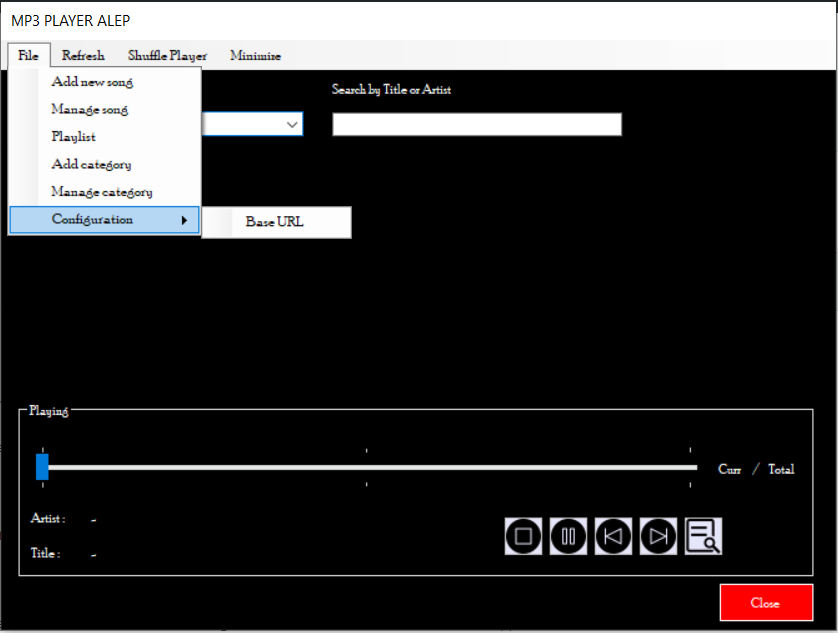 MP3 PLAYER ALEP
File Refresh Shuffle Player Minimize
Add new song
Manage song
Playlist
Add category
Manage category
Configuration
Base URL
Search by Title or Artist
Playing
Curr / Total
Artist : -
Title : -
Close